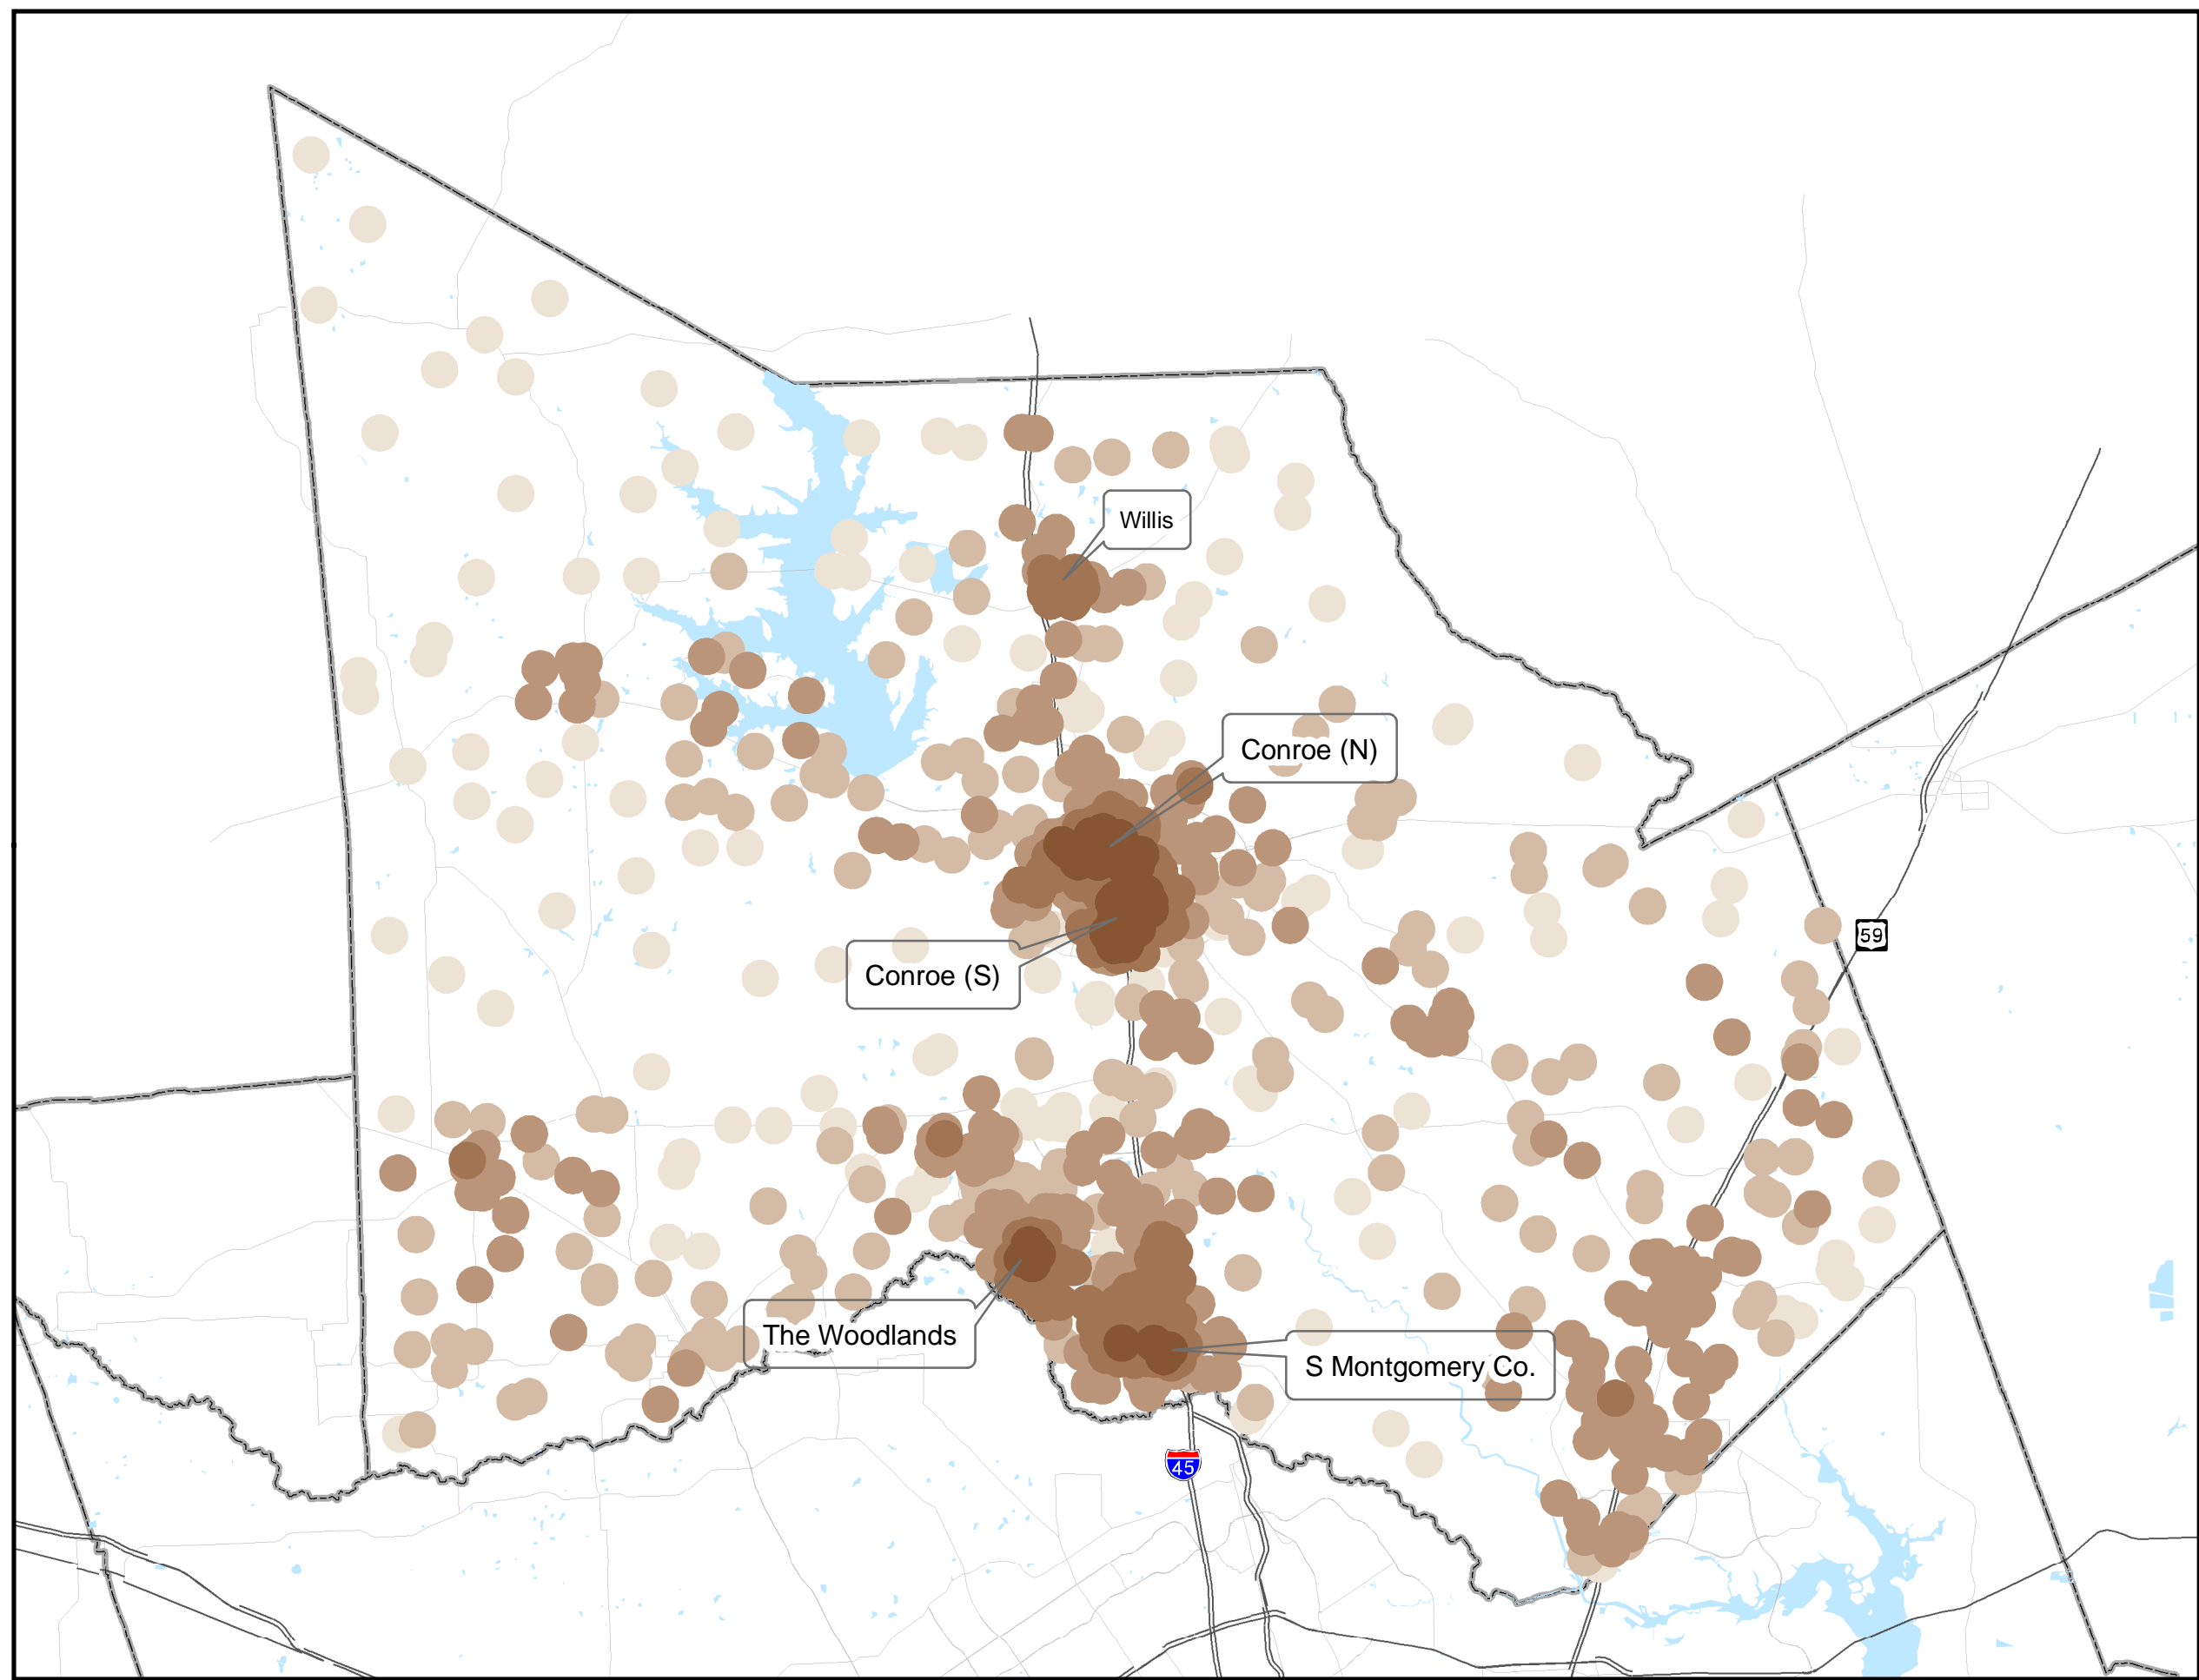 Willis
Conroe (N)
59
Conroe (S)
The Woodlands
S Montgomery Co.
45